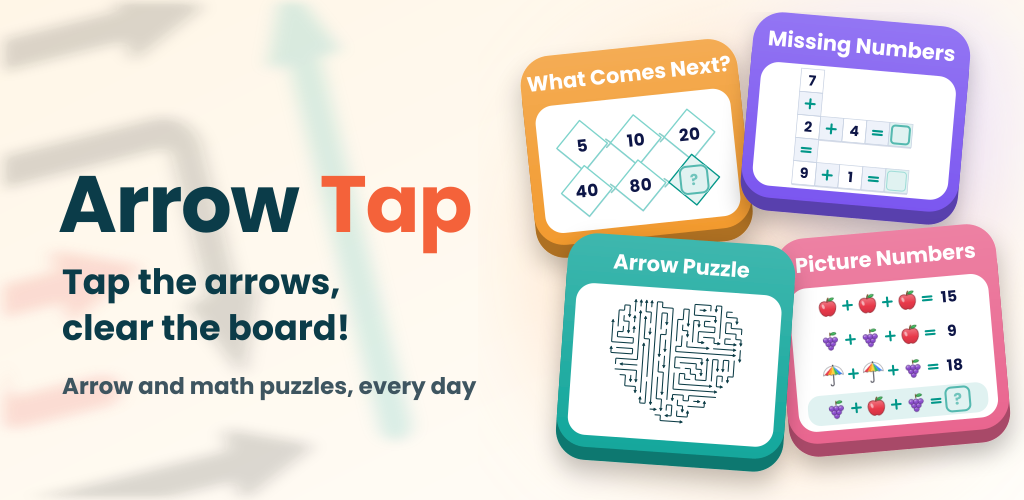 Arrow Tap
Tap the arrows,
clear the board!
Arrow and math puzzles, every day
What Comes Next?
5 10 20
40 80 ?
Missing Numbers
7
+
2 + 4 =
=
9 + 1 =
Arrow Puzzle
Picture Numbers
+ + = 15
+ + = 9
+ + = 18
+ + = ?